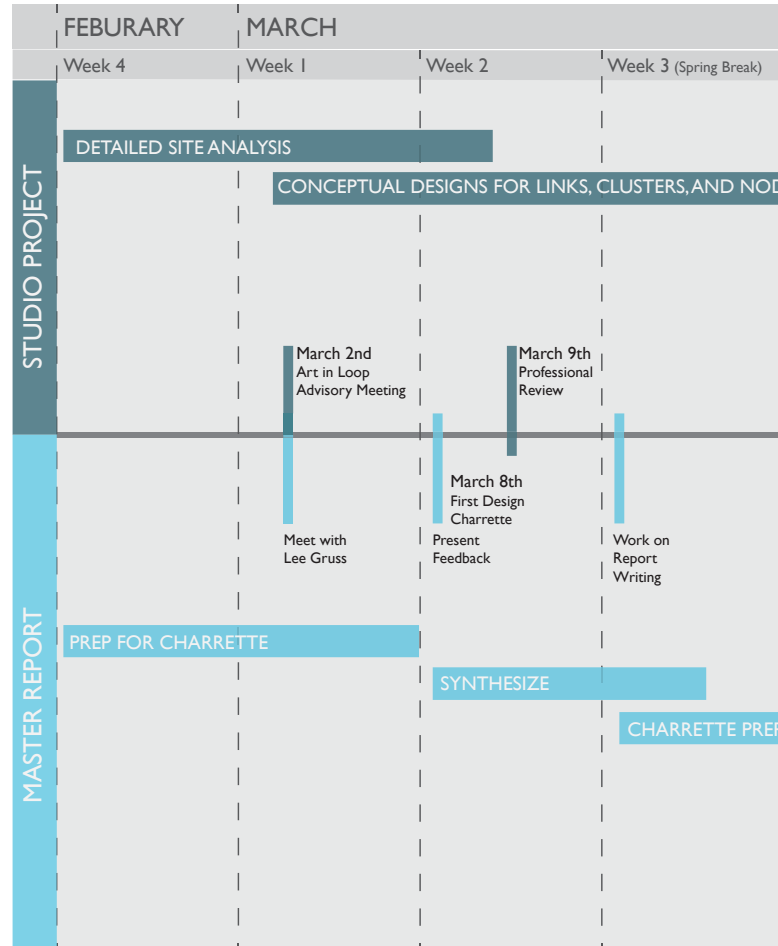 FEBURARY
MARCH
Week 4
Week 1
Week 2
Week 3 (Spring Break)
STUDIO PROJECT
DETAILED SITE ANALYSIS
CONCEPTUAL DESIGNS FOR LINKS, CLUSTERS, AND NOD
March 2nd
Art in Loop
Advisory Meeting
March 9th
Professional
Review
March 8th
First Design
Charrette
Meet with
Lee Gruss
Present
Feedback
Work on
Report
Writing
MASTER REPORT
PREP FOR CHARRETTE
SYNTHESIZE
CHARRETTE PREP